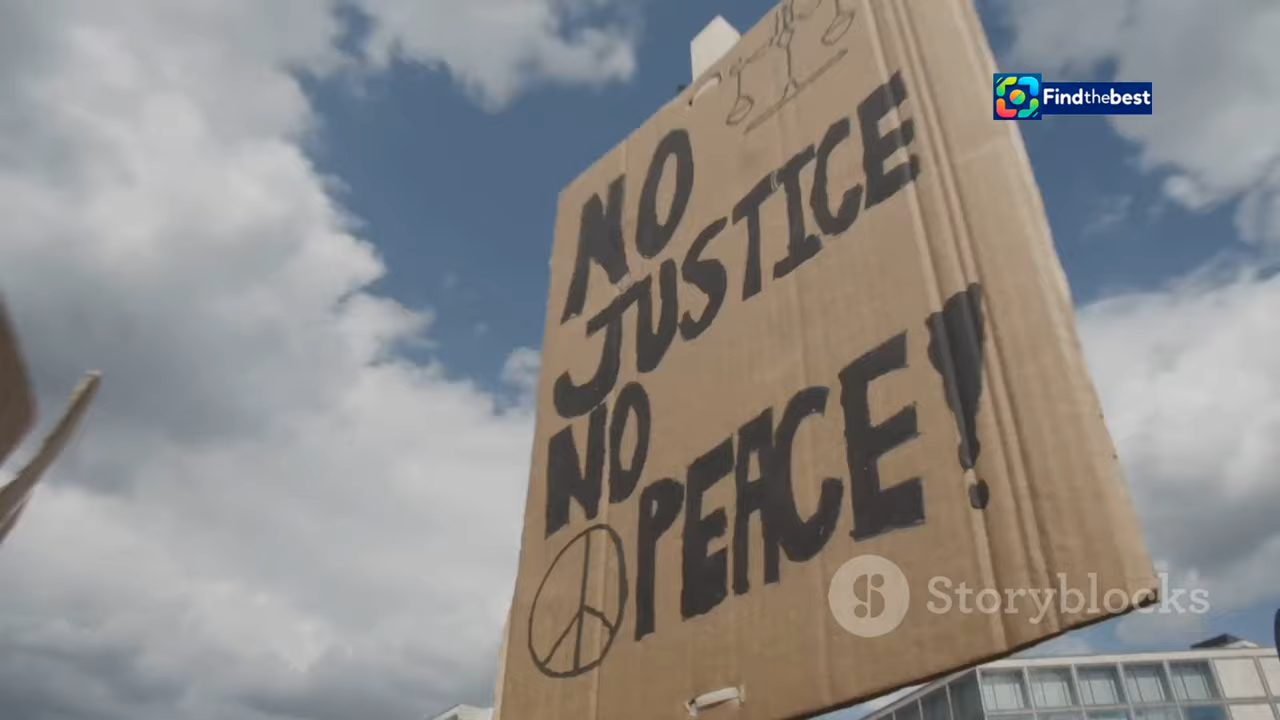 Findthebest
NO
JUSTICE
NO
PEACE!
Storyblocks